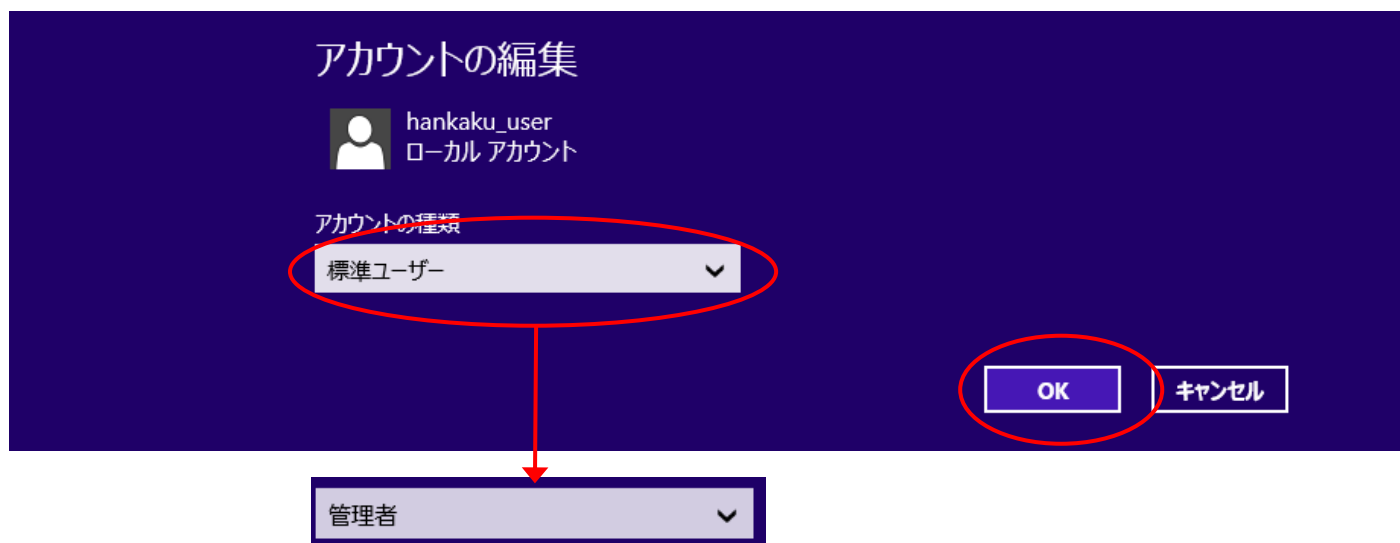 アカウントの編集
hankaku_user
ローカル アカウント
アカウントの種類
標準ユーザー
OK
キャンセル
管理者